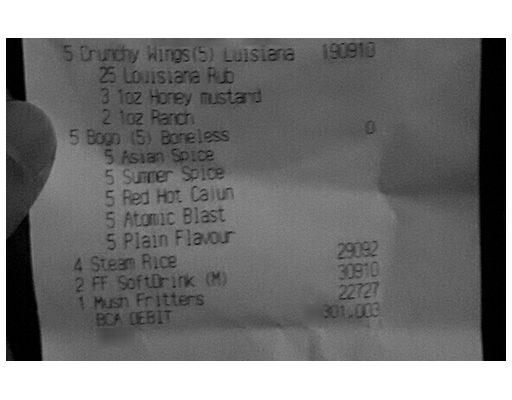 5 Crunchy Wings(5) Luisiana 190910
25 Louisiana Rub
3 1oz Honey mustard
2 1oz Ranch
5 Bogo (5) Boneless 0
5 Asian Spice
5 Summer Spice
5 Red Hot Cajun
5 Atomic Blast
5 Plain Flavour
4 Steam Rice 29092
2 FF SoftDrink (M) 30910
1 Mush Fritters 22727
BCA DEBIT 301,003